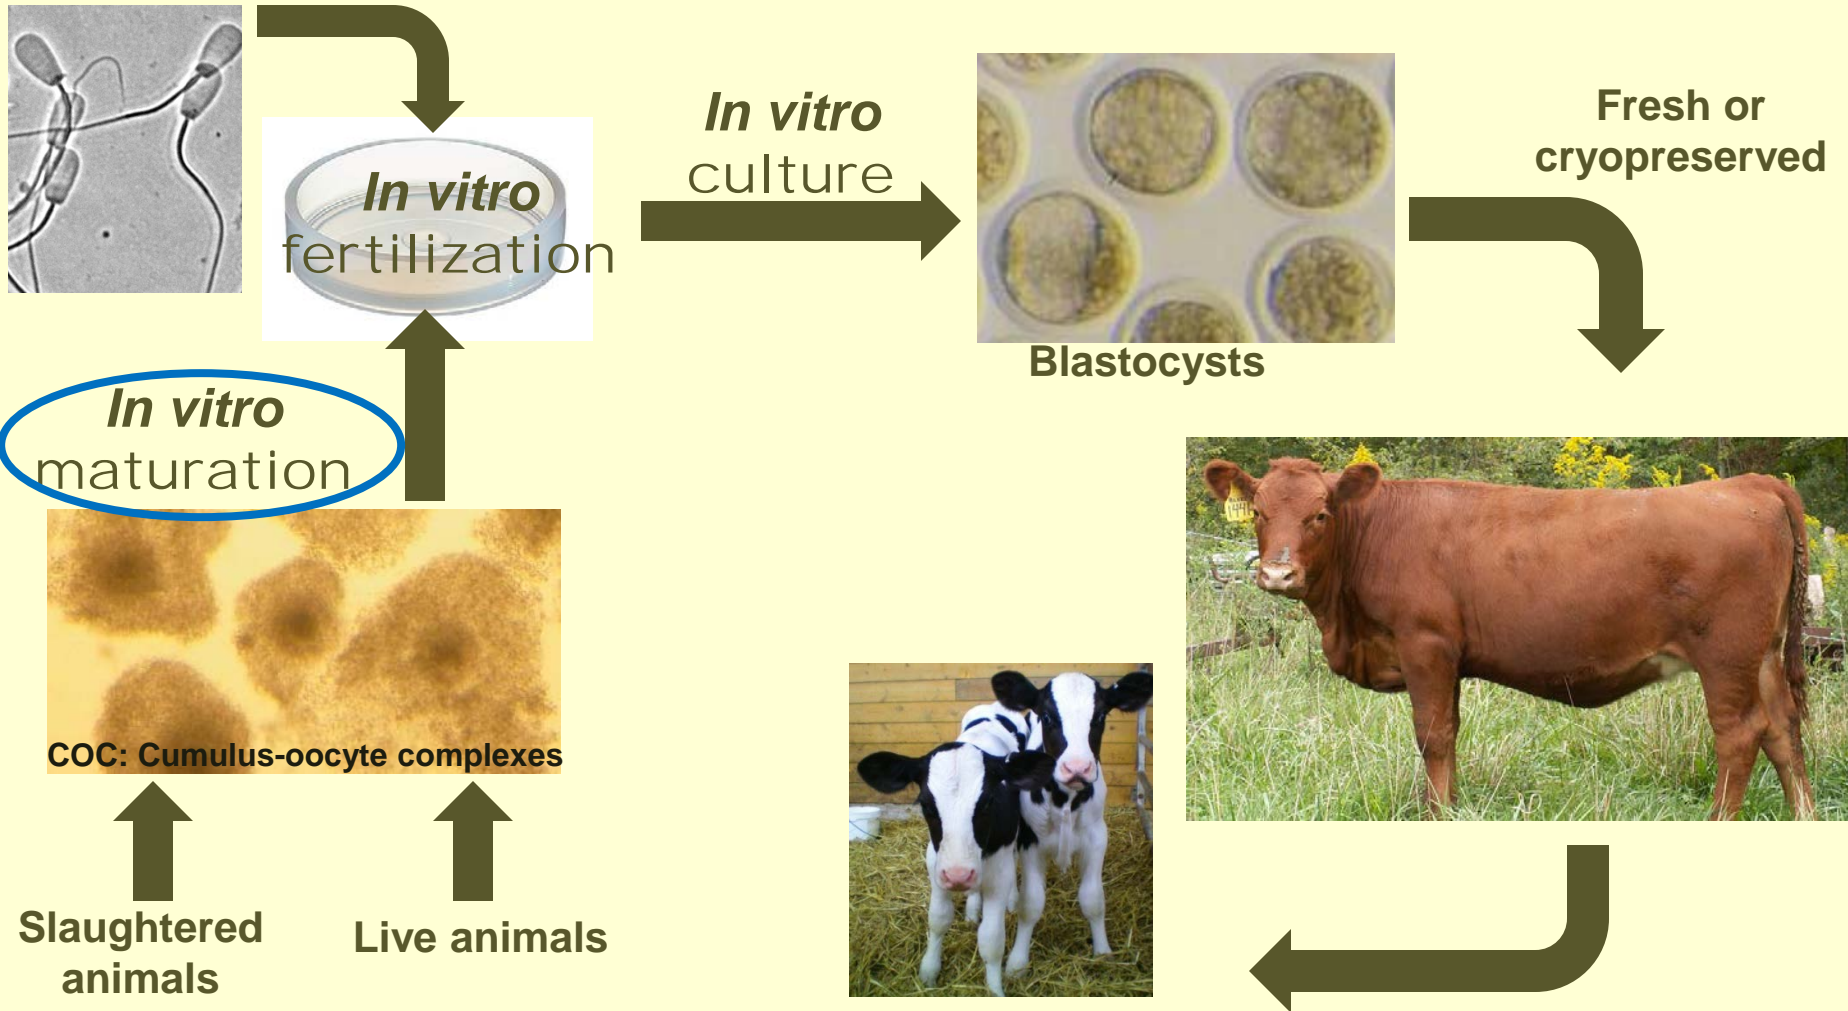 In vitro
fertilization
In vitro
culture
Fresh or
cryopreserved
Blastocysts
In vitro
maturation
COC: Cumulus-oocyte complexes
Slaughtered
animals
Live animals